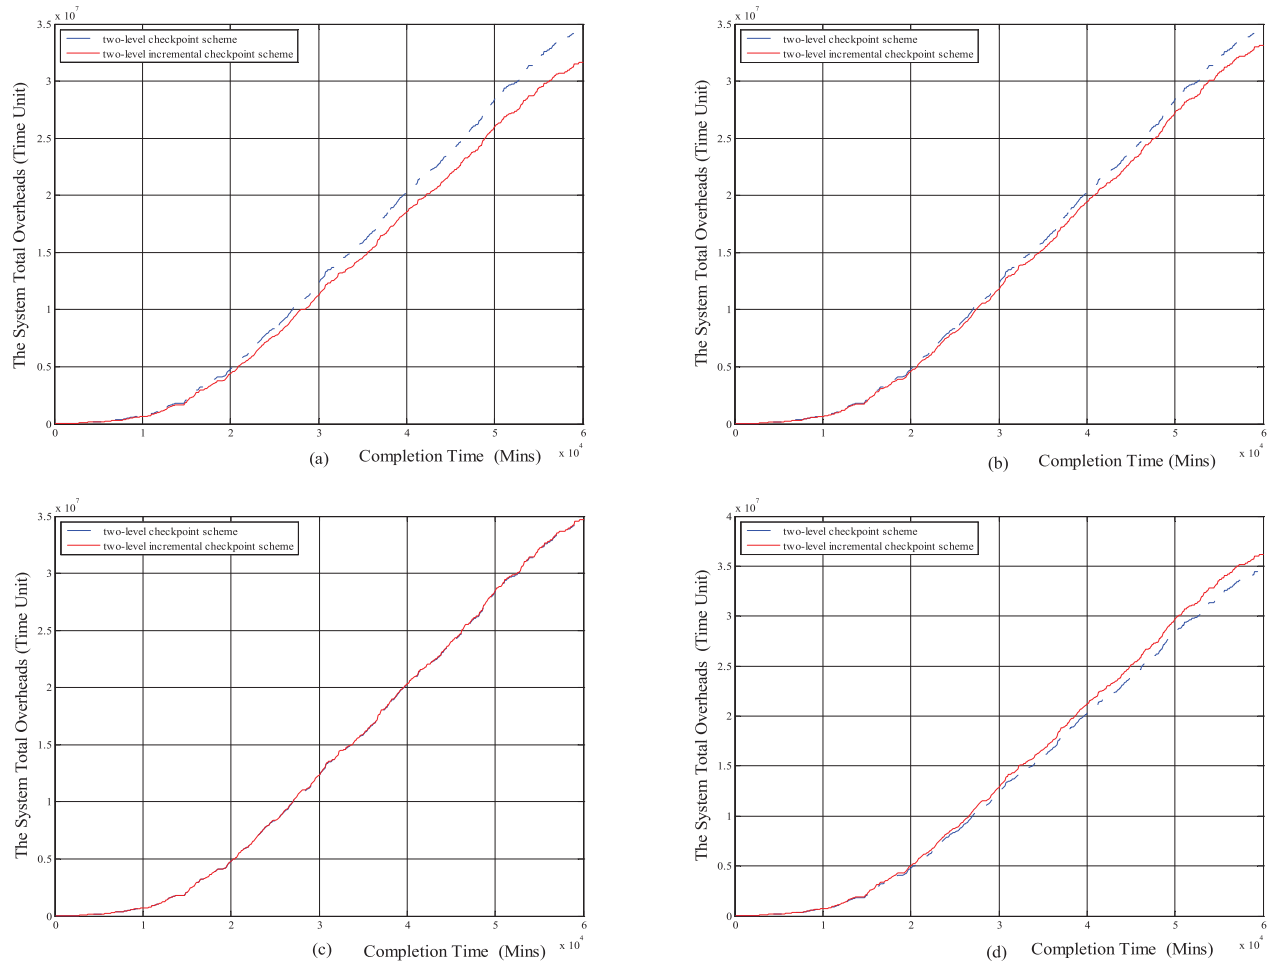 x 10^7
3.5
3
2.5
2
1.5
1
0.5
0
The System Total Overheads (Time Unit)
two-level checkpoint scheme
two-level incremental checkpoint scheme
0 1 2 3 4 5 6
x 10^4
(a) Completion Time (Mins)
x 10^7
3.5
3
2.5
2
1.5
1
0.5
0
The System Total Overheads (Time Unit)
two-level checkpoint scheme
two-level incremental checkpoint scheme
0 1 2 3 4 5 6
x 10^4
(b) Completion Time (Mins)
x 10^7
3.5
3
2.5
2
1.5
1
0.5
0
The System Total Overheads (Time Unit)
two-level checkpoint scheme
two-level incremental checkpoint scheme
0 1 2 3 4 5 6
x 10^4
(c) Completion Time (Mins)
x 10^7
4
3.5
3
2.5
2
1.5
1
0.5
0
The System Total Overheads (Time Unit)
two-level checkpoint scheme
two-level incremental checkpoint scheme
0 1 2 3 4 5 6
x 10^4
(d) Completion Time (Mins)